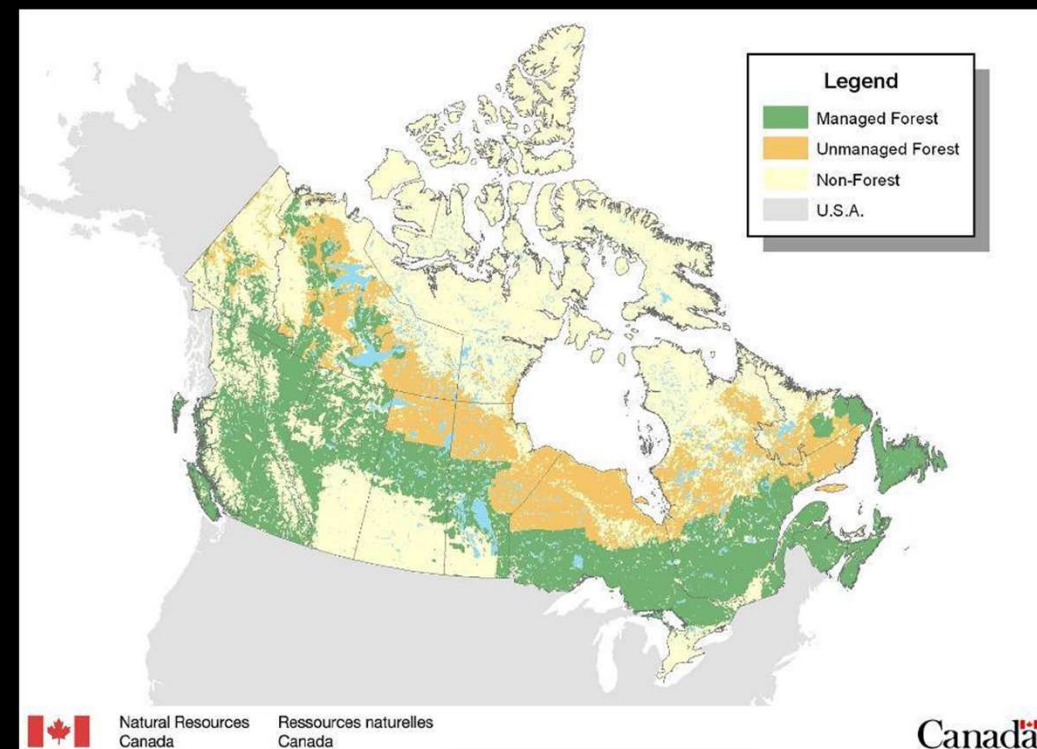 Legend
Managed Forest
Unmanaged Forest
Non-Forest
U.S.A.
Natural Resources Canada
Ressources naturelles Canada
Canada